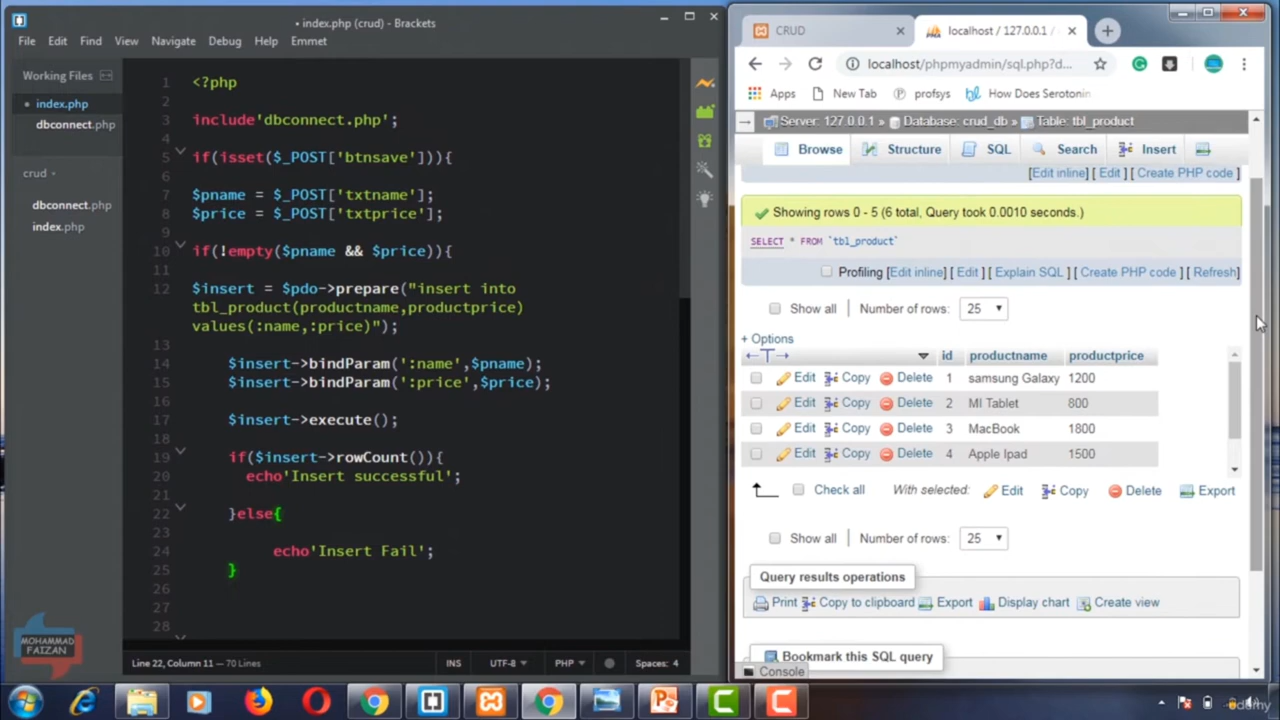 • index.php (crud) - Brackets
File Edit Find View Navigate Debug Help Emmet
Working Files
• index.php
dbconnect.php
crud
dbconnect.php
index.php
1 <?php
2
3 include'dbconnect.php';
4
5 if(isset($_POST['btnsave'])){
6
7 $pname = $_POST['txtname'];
8 $price = $_POST['txtprice'];
9
10 if(!empty($pname && $price)){
11
12 $insert = $pdo->prepare("insert into
tbl_product(productname,productprice)
values(:name,:price)");
13
14 $insert->bindParam(':name',$pname);
15 $insert->bindParam(':price',$price);
16
17 $insert->execute();
18
19 if($insert->rowCount()){
20 echo'Insert successful';
21
22 }else{
23
24 echo'Insert Fail';
25 }
26
27
28
MOHAMMAD
FAIZAN
Line 22, Column 11 — 70 Lines
INS UTF-8 PHP Spaces: 4
CRUD
localhost / 127.0.0.1 /
localhost/phpmyadmin/sql.php?d...
Apps New Tab profsys How Does Serotonin
Server: 127.0.0.1 » Database: crud_db » Table: tbl_product
Browse Structure SQL Search Insert
[Edit inline] [ Edit ] [ Create PHP code ]
Showing rows 0 - 5 (6 total, Query took 0.0010 seconds.)
SELECT * FROM `tbl_product`
Profiling [Edit inline] [ Edit ] [ Explain SQL ] [ Create PHP code ] [ Refresh]
Show all Number of rows: 25
+ Options
id productname productprice
Edit Copy Delete 1 samsung Galaxy 1200
Edit Copy Delete 2 MI Tablet 800
Edit Copy Delete 3 MacBook 1800
Edit Copy Delete 4 Apple Ipad 1500
Check all With selected: Edit Copy Delete Export
Show all Number of rows: 25
Query results operations
Print Copy to clipboard Export Display chart Create view
Bookmark this SQL query
Console